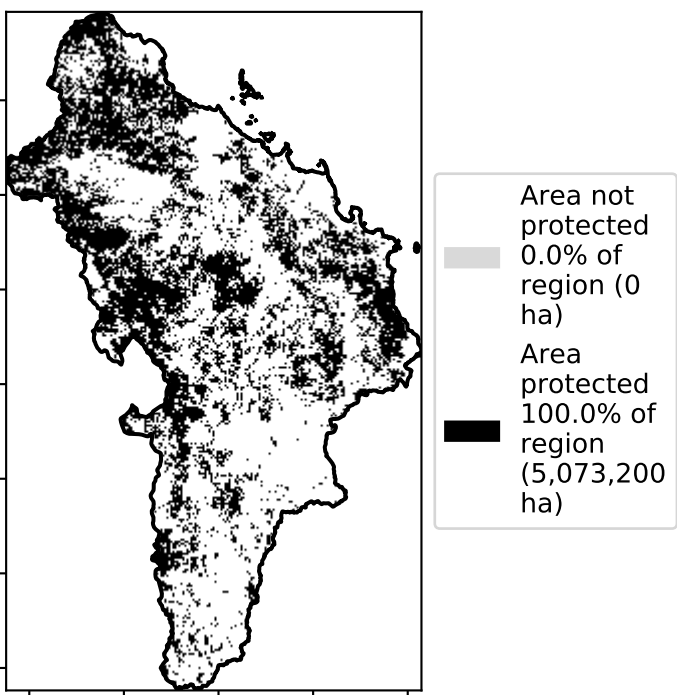 Area not
protected
0.0% of
region (0
ha)
Area
protected
100.0% of
region
(5,073,200
ha)